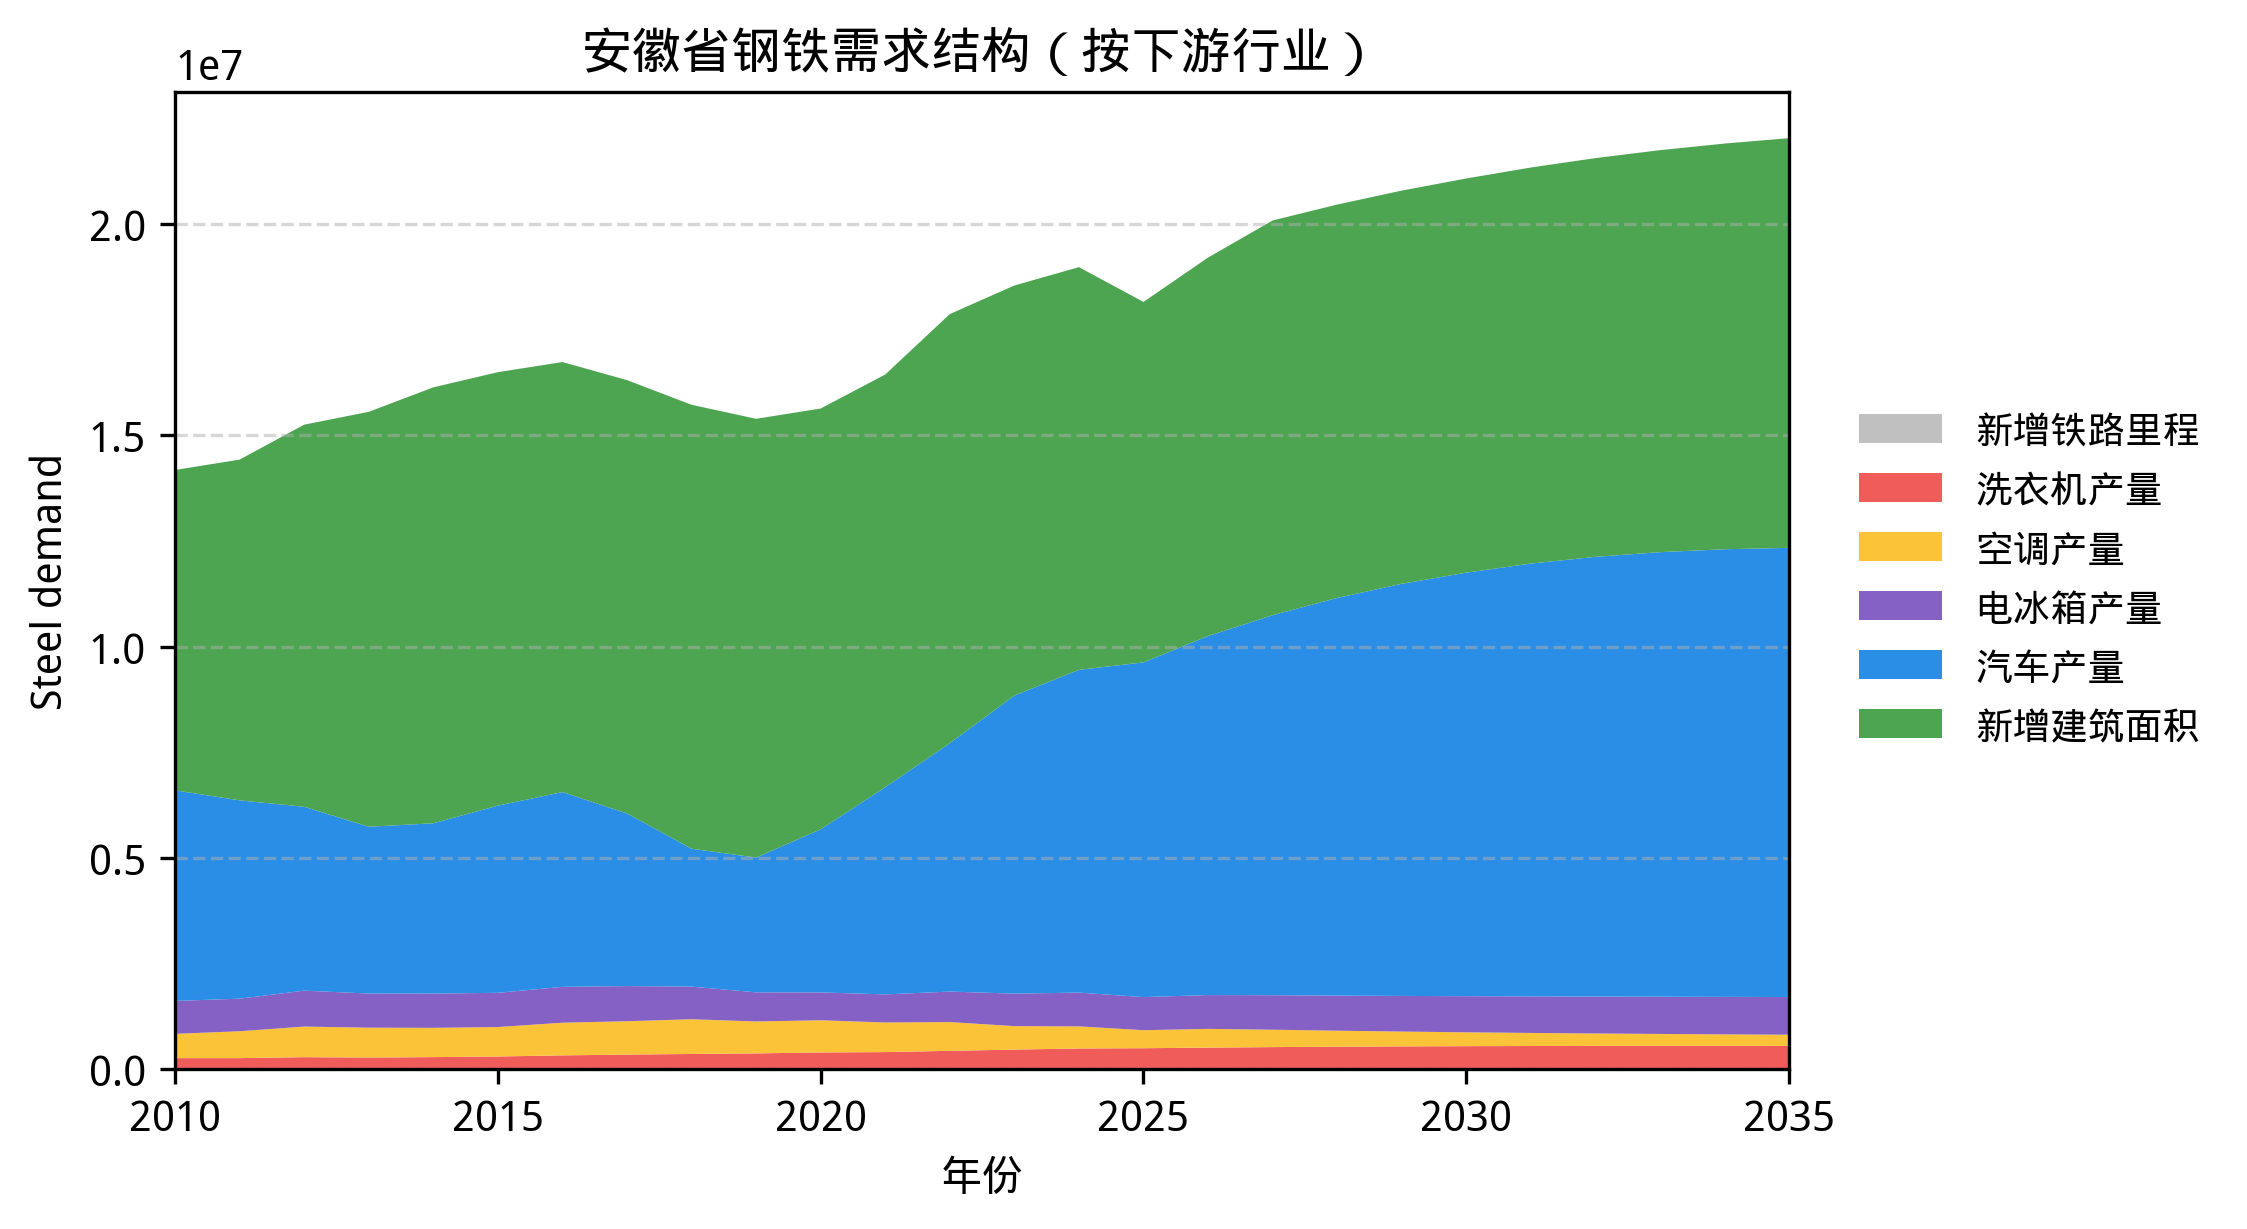 安徽省钢铁需求结构（按下游行业）
1e7
2.0
1.5
1.0
0.5
0.0
Steel demand
2010 2015 2020 2025 2030 2035
年份
新增铁路里程
洗衣机产量
空调产量
电冰箱产量
汽车产量
新增建筑面积